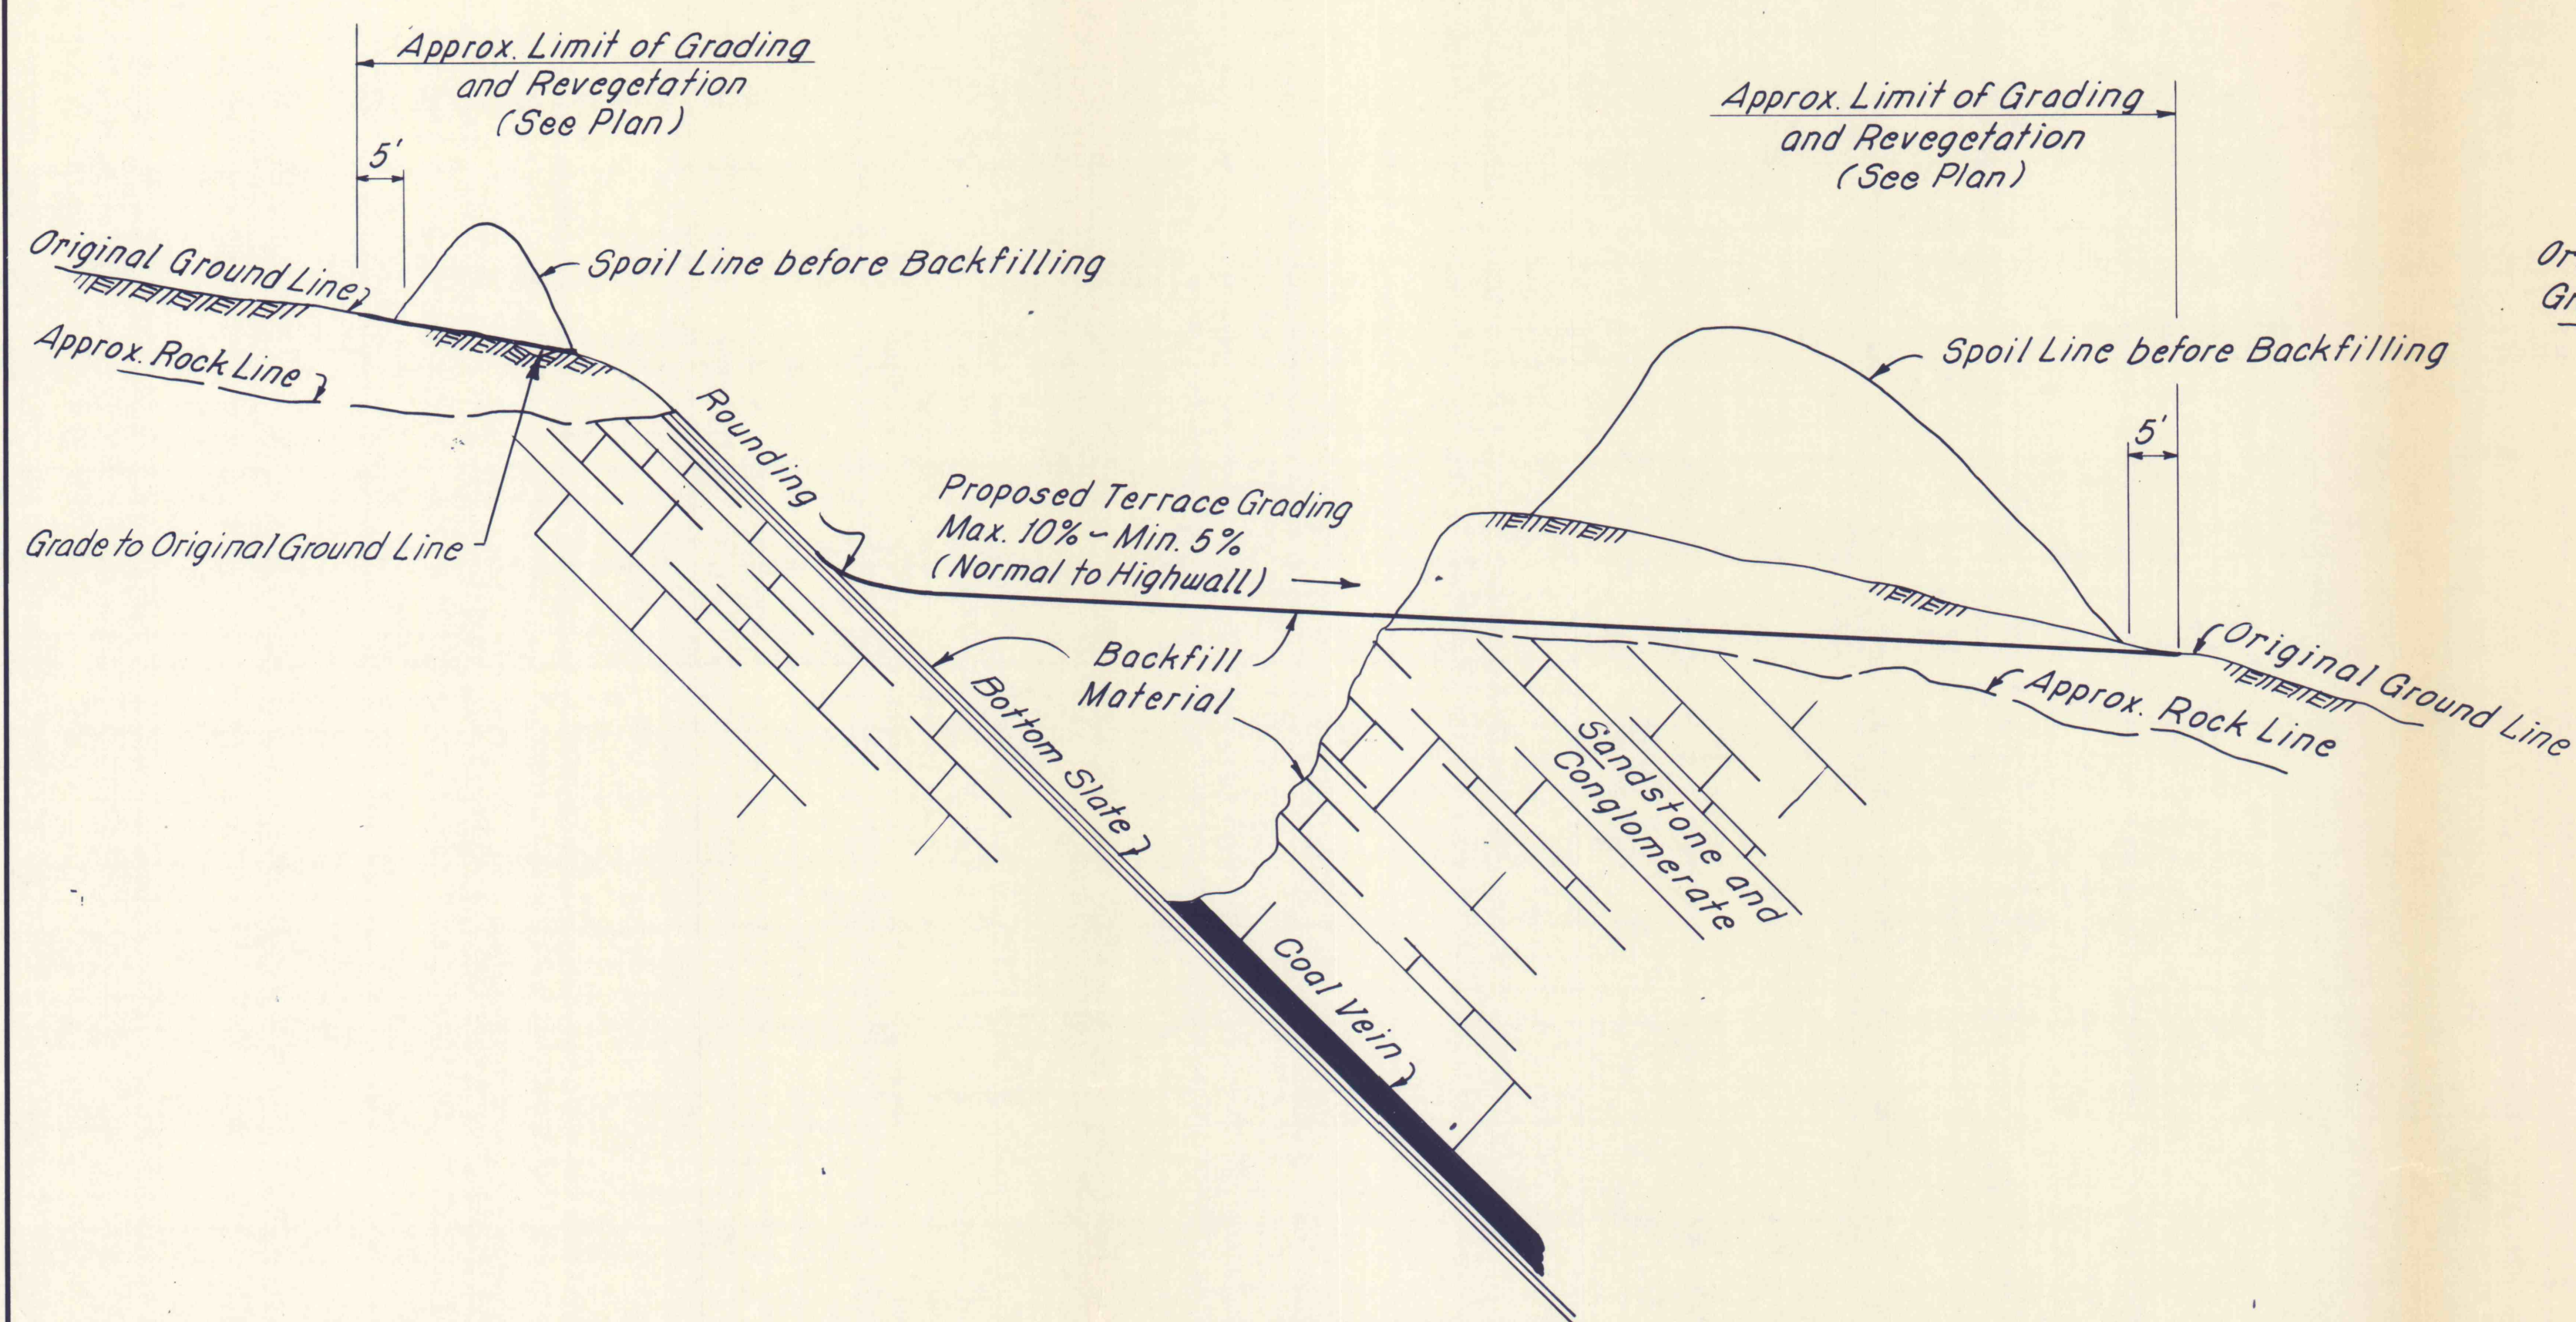 Approx. Limit of Grading
and Revegetation
(See Plan)
5'
Original Ground Line
Spoil Line before Backfilling
Approx. Rock Line
Grade to Original Ground Line
Rounding
Proposed Terrace Grading
Max. 10% - Min. 5%
(Normal to Highwall)
Backfill
Material
Bottom Slate
Coal Vein
Approx. Limit of Grading
and Revegetation
(See Plan)
Spoil Line before Backfilling
5'
Original Ground Line
Approx. Rock Line
Sandstone and
Conglomerate
Or
Gr